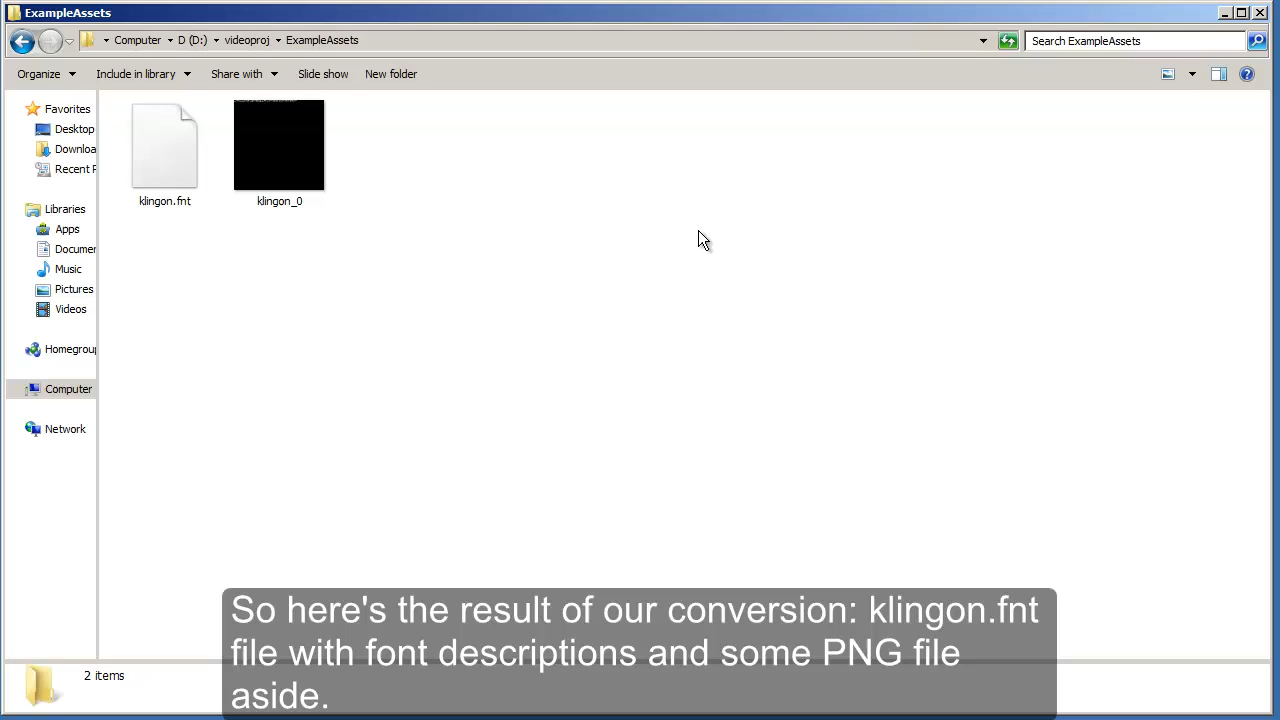 ExampleAssets
Computer D (D:) videoproj ExampleAssets Search ExampleAssets
Organize Include in library Share with Slide show New folder
Favorites
Desktop
Downloa
Recent P
Libraries
Apps
Documen
Music
Pictures
Videos
Homegroup
Computer
Network
klingon.fnt klingon_0
So here's the result of our conversion: klingon.fnt
file with font descriptions and some PNG file
aside.
2 items